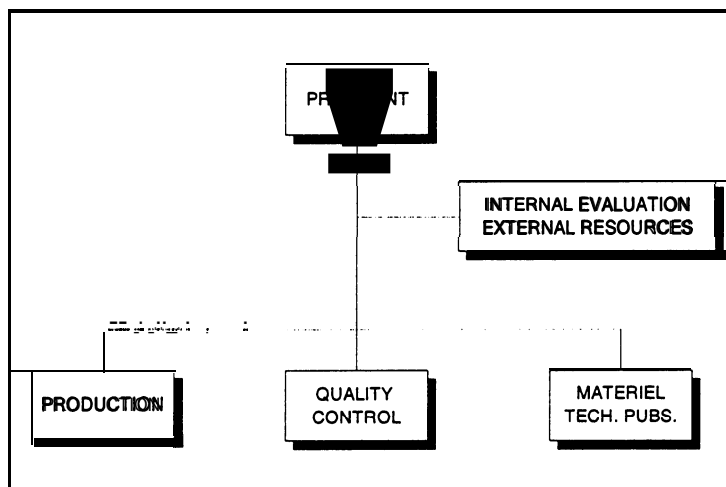 INTERNAL EVALUATION
EXTERNAL RESOURCES
PRODUCTION
QUALITY
CONTROL
MATERIEL
TECH. PUBS.